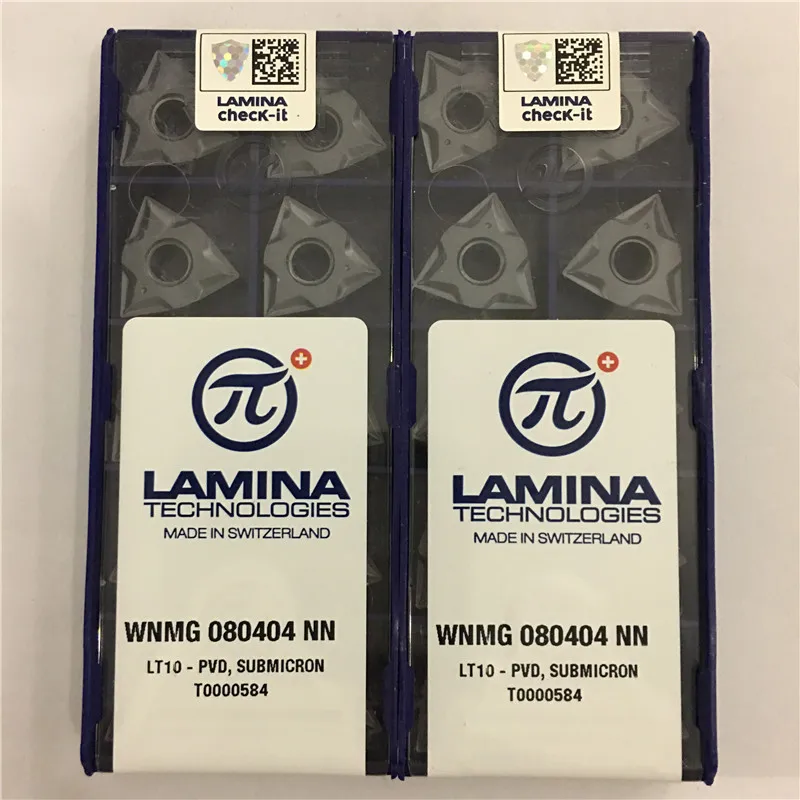 LAMINA
checK-it
LAMINA
checK-it
π
LAMINA
TECHNOLOGIES
MADE IN SWITZERLAND
WNMG 080404 NN
LT10 - PVD, SUBMICRON
T0000584
π
LAMINA
TECHNOLOGIES
MADE IN SWITZERLAND
WNMG 080404 NN
LT10 - PVD, SUBMICRON
T0000584